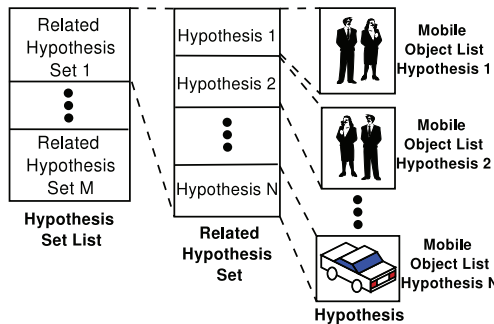 Related
Hypothesis
Set 1
Related
Hypothesis
Set M
Hypothesis
Set List
Hypothesis 1
Hypothesis 2
Hypothesis N
Related
Hypothesis
Set
Mobile
Object List
Hypothesis 1
Mobile
Object List
Hypothesis 2
Mobile
Object List
Hypothesis N
Hypothesis